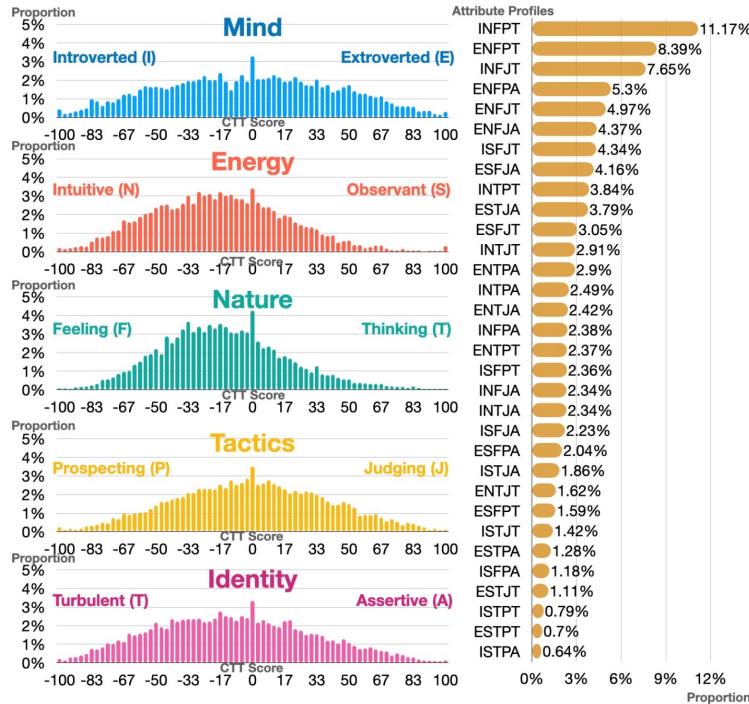 Proportion
Mind
5%
4%
3%
2%
1%
0%
Introverted (I)
Extroverted (E)
-100 -83 -67 -50 -33 -17 0 17 33 50 67 83 100
CTT Score
Proportion
Energy
5%
4%
3%
2%
1%
0%
Intuitive (N)
Observant (S)
-100 -83 -67 -50 -33 -17 0 17 33 50 67 83 100
CTT Score
Proportion
Nature
5%
4%
3%
2%
1%
0%
Feeling (F)
Thinking (T)
-100 -83 -67 -50 -33 -17 0 17 33 50 67 83 100
CTT Score
Proportion
Tactics
5%
4%
3%
2%
1%
0%
Prospecting (P)
Judging (J)
-100 -83 -67 -50 -33 -17 0 17 33 50 67 83 100
CTT Score
Proportion
Identity
5%
4%
3%
2%
1%
0%
Turbulent (T)
Assertive (A)
-100 -83 -67 -50 -33 -17 0 17 33 50 67 83 100
CTT Score
Attribute Profiles
INFPT 11.17%
ENFPT 8.39%
INFJT 7.65%
ENFPA 5.3%
ENFJT 4.97%
ENFJA 4.37%
ISFJT 4.34%
ESFJA 4.16%
INTPT 3.84%
ESTJA 3.79%
ESFJT 3.05%
INTJT 2.91%
ENTPA 2.9%
INTPA 2.49%
ENTJA 2.42%
INFPA 2.38%
ENTPT 2.37%
ISFPT 2.36%
INFJA 2.34%
INTJA 2.34%
ISFJA 2.23%
ESFPA 2.04%
ISTJA 1.86%
ENTJT 1.62%
ESFPT 1.59%
ISTJT 1.42%
ESTPA 1.28%
ISFPA 1.18%
ESTJT 1.11%
ISTPT 0.79%
ESTPT 0.7%
ISTPA 0.64%
0% 3% 6% 9% 12%
Proportion